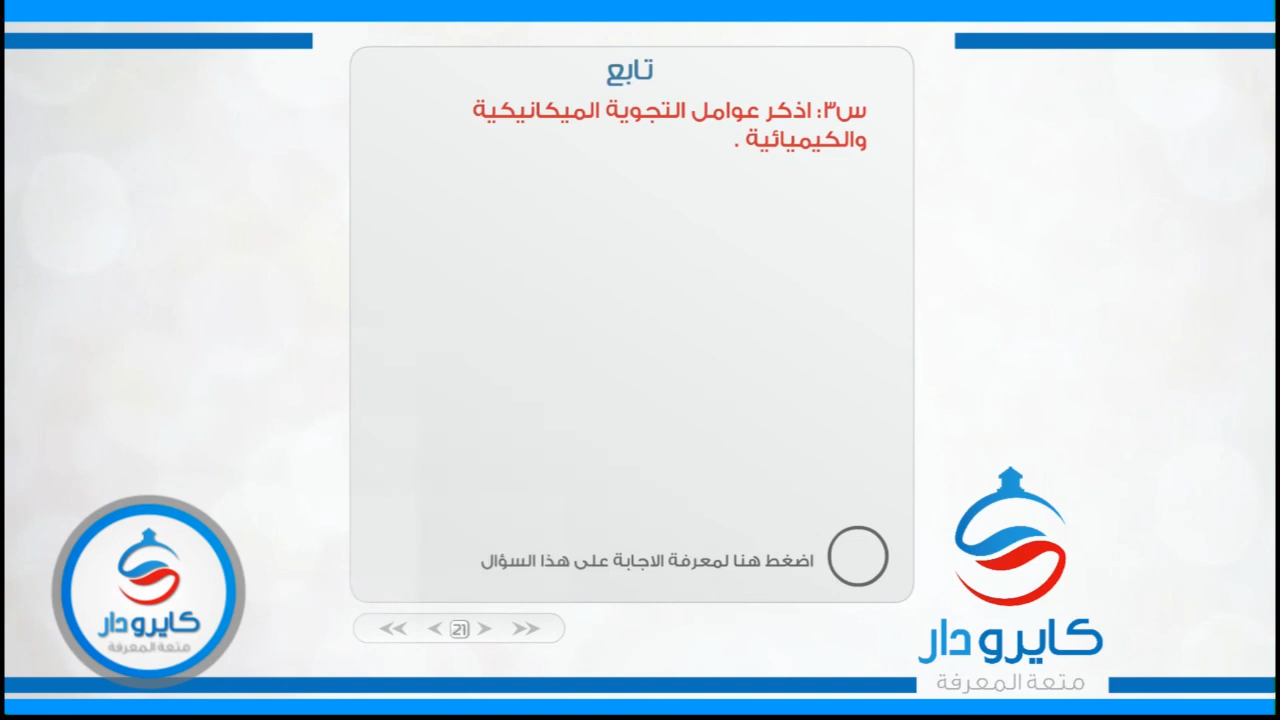 تابع
س٣: اذكر عوامل التجوية الميكانيكية
والكيميائية .
اضغط هنا لمعرفة الاجابة على هذا السؤال
21
كايرو دار
متعة المعرفة
كايرو دار
متعة المعرفة